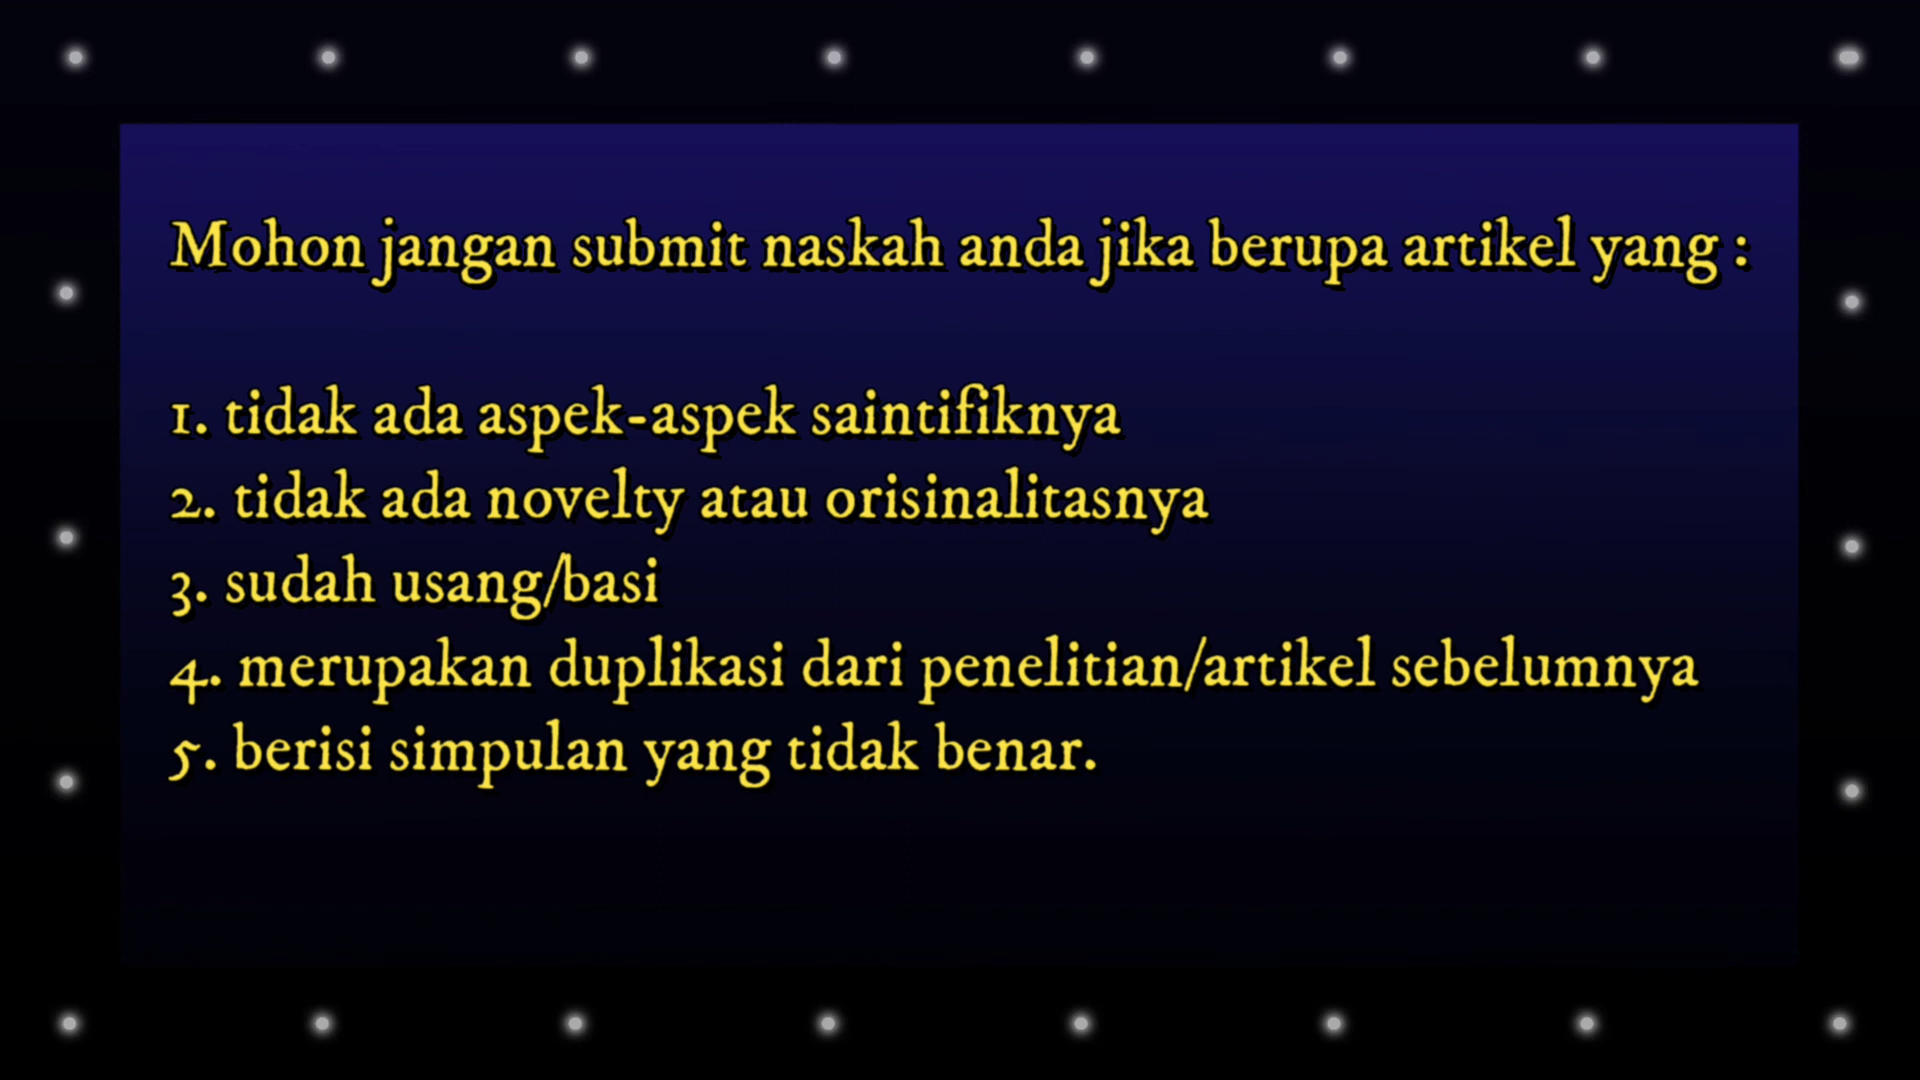 Mohon jangan submit naskah anda jika berupa artikel yang :
1. tidak ada aspek-aspek saintifiknya
2. tidak ada novelty atau orisinalitasnya
3. sudah usang/basi
4. merupakan duplikasi dari penelitian/artikel sebelumnya
5. berisi simpulan yang tidak benar.